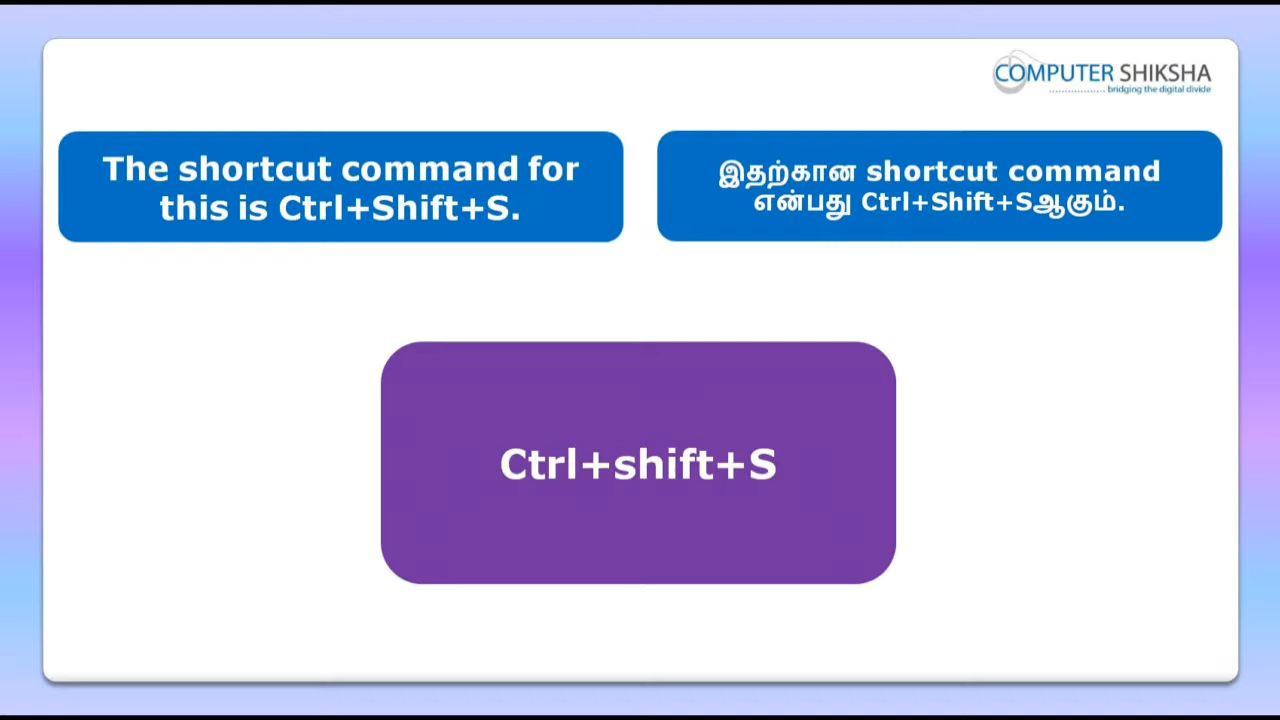 COMPUTER SHIKSHA
bridging the digital divide
The shortcut command for
this is Ctrl+Shift+S.
இதற்கான shortcut command
என்பது Ctrl+Shift+Sஆகும்.
Ctrl+shift+S